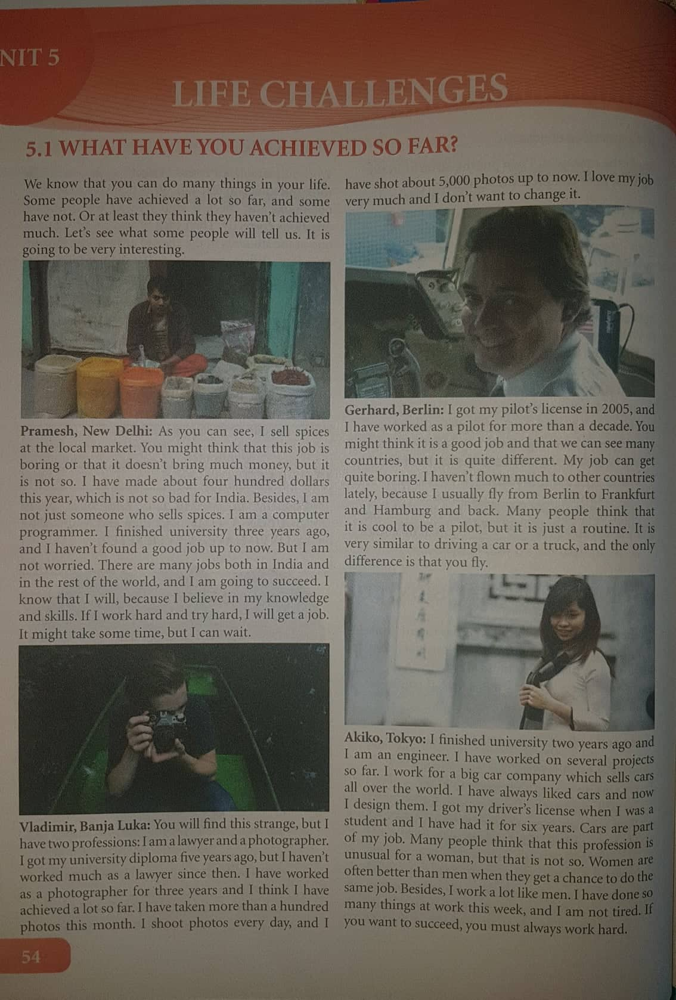 NIT 5
LIFE CHALLENGES
5.1 WHAT HAVE YOU ACHIEVED SO FAR?
We know that you can do many things in your life.
Some people have achieved a lot so far, and some
have not. Or at least they think they haven't achieved
much. Let's see what some people will tell us. It is
going to be very interesting.
Pramesh, New Delhi: As you can see, I sell spices
at the local market. You might think that this job is
boring or that it doesn't bring much money, but it
is not so. I have made about four hundred dollars
this year, which is not so bad for India. Besides, I am
not just someone who sells spices. I am a computer
programmer. I finished university three years ago,
and I haven't found a good job up to now. But I am
not worried. There are many jobs both in India and
in the rest of the world, and I am going to succeed. I
know that I will, because I believe in my knowledge
and skills. If I work hard and try hard, I will get a job.
It might take some time, but I can wait.
Vladimir, Banja Luka: You will find this strange, but I
have two professions: I am a lawyer and a photographer.
I got my university diploma five years ago, but I haven't
worked much as a lawyer since then. I have worked
as a photographer for three years and I think I have
achieved a lot so far. I have taken more than a hundred
photos this month. I shoot photos every day, and I
have shot about 5,000 photos up to now. I love my job
very much and I don't want to change it.
Gerhard, Berlin: I got my pilot's license in 2005, and
I have worked as a pilot for more than a decade. You
might think it is a good job and that we can see many
countries, but it is quite different. My job can get
quite boring. I haven't flown much to other countries
lately, because I usually fly from Berlin to Frankfurt
and Hamburg and back. Many people think that
it is cool to be a pilot, but it is just a routine. It is
very similar to driving a car or a truck, and the only
difference is that you fly.
Akiko, Tokyo: I finished university two years ago and
I am an engineer. I have worked on several projects
so far. I work for a big car company which sells cars
all over the world. I have always liked cars and now
I design them. I got my driver's license when I was a
student and I have had it for six years. Cars are part
of my job. Many people think that this profession is
unusual for a woman, but that is not so. Women are
often better than men when they get a chance to do the
same job. Besides, I work a lot like men. I have done so
many things at work this week, and I am not tired. If
you want to succeed, you must always work hard.
54